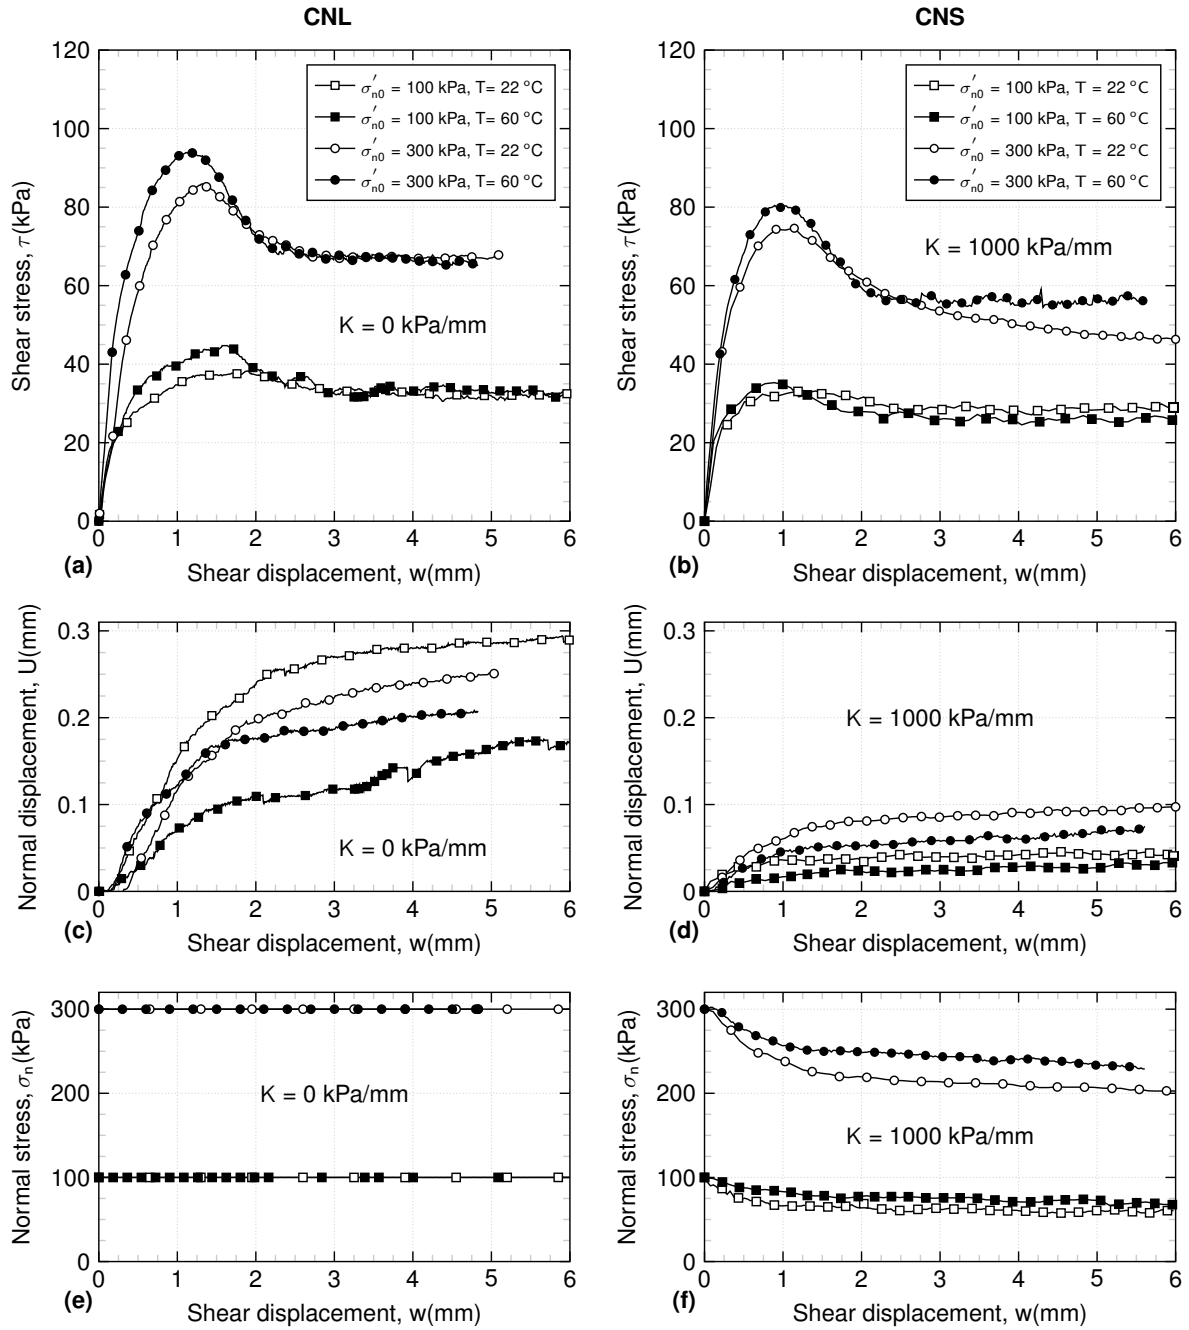 CNL
CNS
120
100
80
60
40
20
0
Shear stress, τ(kPa)
σ′n0 = 100 kPa, T= 22 °C
σ′n0 = 100 kPa, T= 60 °C
σ′n0 = 300 kPa, T= 22 °C
σ′n0 = 300 kPa, T= 60 °C
K = 0 kPa/mm
0 1 2 3 4 5 6
(a)
Shear displacement, w(mm)
120
100
80
60
40
20
0
Shear stress, τ(kPa)
σ′n0 = 100 kPa, T = 22 °C
σ′n0 = 100 kPa, T = 60 °C
σ′n0 = 300 kPa, T = 22 °C
σ′n0 = 300 kPa, T = 60 °C
K = 1000 kPa/mm
0 1 2 3 4 5 6
(b)
Shear displacement, w(mm)
0.3
0.2
0.1
0
Normal displacement, U(mm)
K = 0 kPa/mm
0 1 2 3 4 5 6
(c)
Shear displacement, w(mm)
0.3
0.2
0.1
0
Normal displacement, U(mm)
K = 1000 kPa/mm
0 1 2 3 4 5 6
(d)
Shear displacement, w(mm)
300
200
100
0
Normal stress, σn(kPa)
K = 0 kPa/mm
0 1 2 3 4 5 6
(e)
Shear displacement, w(mm)
300
200
100
0
Normal stress, σn(kPa)
K = 1000 kPa/mm
0 1 2 3 4 5 6
(f)
Shear displacement, w(mm)